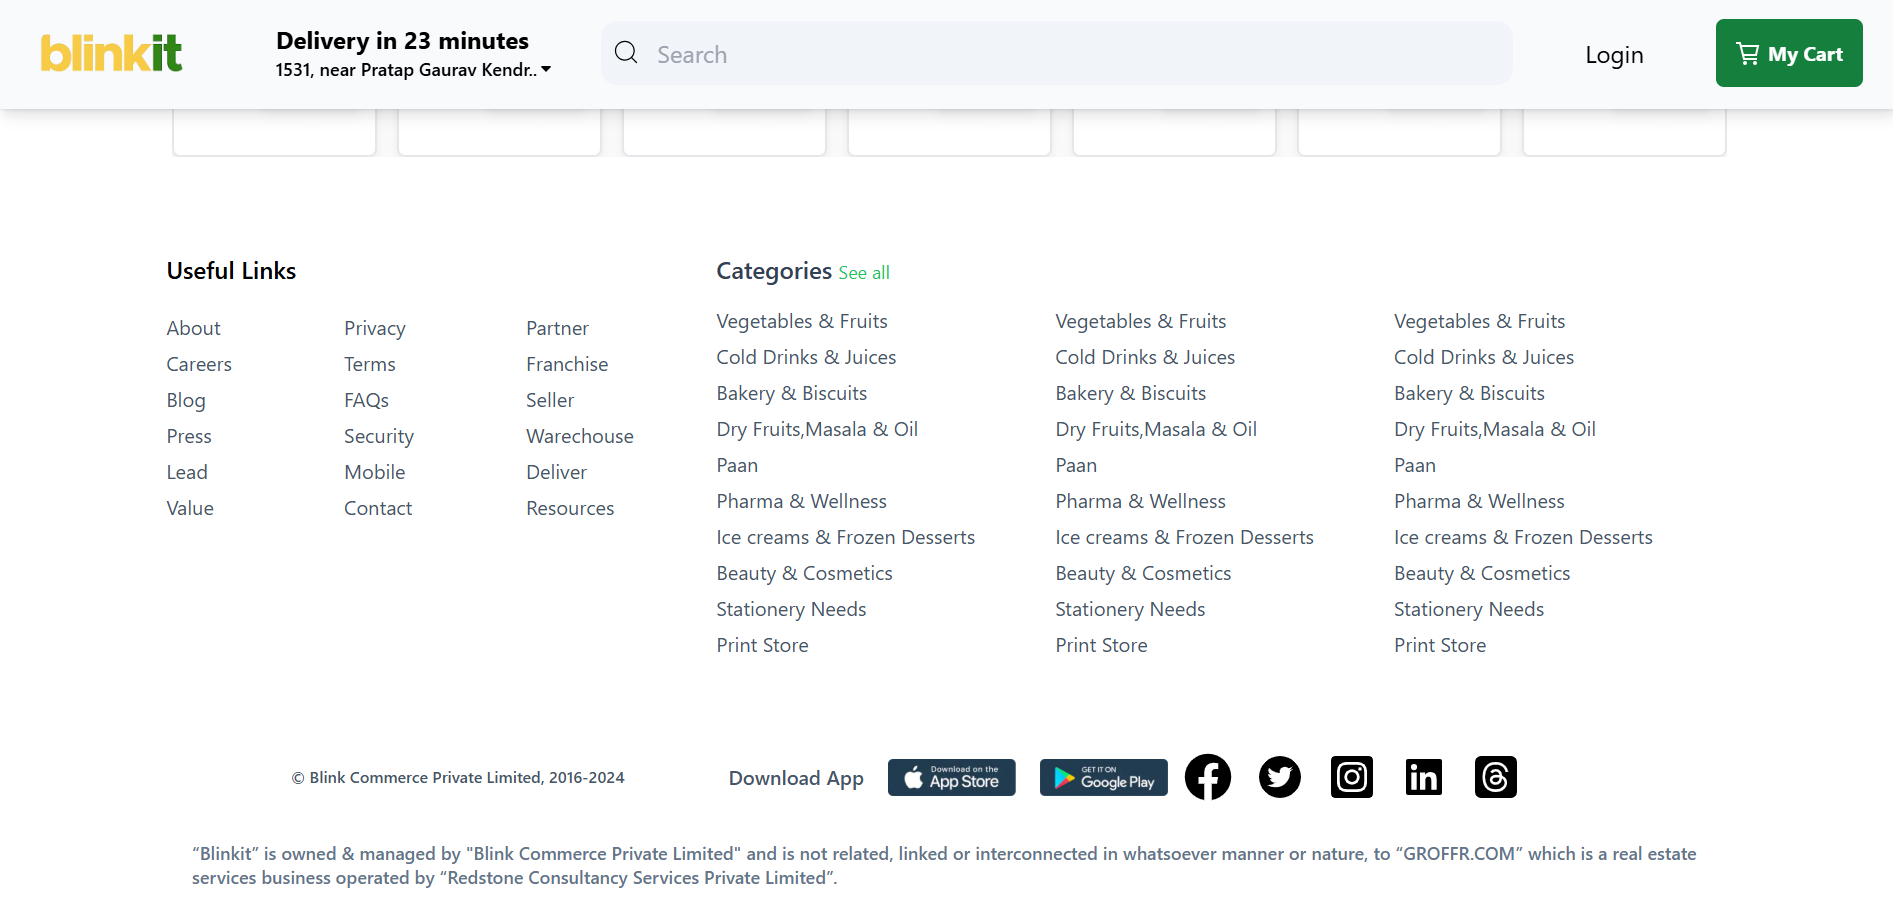 blinkit
Delivery in 23 minutes
1531, near Pratap Gaurav Kendr..
Search
Login
My Cart
Useful Links
About
Careers
Blog
Press
Lead
Value
Privacy
Terms
FAQs
Security
Mobile
Contact
Partner
Franchise
Seller
Warechouse
Deliver
Resources
Categories See all
Vegetables & Fruits
Cold Drinks & Juices
Bakery & Biscuits
Dry Fruits,Masala & Oil
Paan
Pharma & Wellness
Ice creams & Frozen Desserts
Beauty & Cosmetics
Stationery Needs
Print Store
Vegetables & Fruits
Cold Drinks & Juices
Bakery & Biscuits
Dry Fruits,Masala & Oil
Paan
Pharma & Wellness
Ice creams & Frozen Desserts
Beauty & Cosmetics
Stationery Needs
Print Store
Vegetables & Fruits
Cold Drinks & Juices
Bakery & Biscuits
Dry Fruits,Masala & Oil
Paan
Pharma & Wellness
Ice creams & Frozen Desserts
Beauty & Cosmetics
Stationery Needs
Print Store
© Blink Commerce Private Limited, 2016-2024
Download App
Download on the
App Store
GET IT ON
Google Play
“Blinkit” is owned & managed by "Blink Commerce Private Limited" and is not related, linked or interconnected in whatsoever manner or nature, to “GROFFR.COM” which is a real estate
services business operated by “Redstone Consultancy Services Private Limited”.